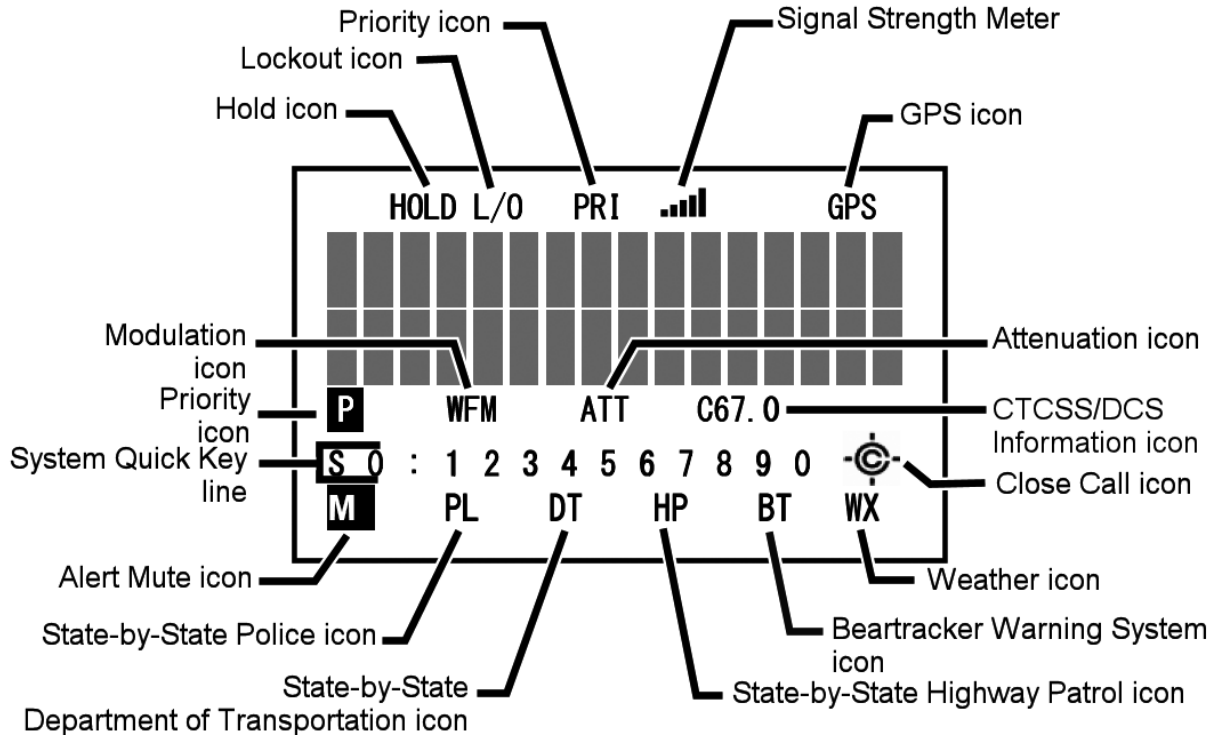 Priority icon
Signal Strength Meter
Lockout icon
Hold icon
GPS icon
HOLD L/O PRI GPS
Modulation
icon
Attenuation icon
Priority
icon
P WFM ATT C67.0
CTCSS/DCS
Information icon
System Quick Key
line
S 0 : 1 2 3 4 5 6 7 8 9 0 C
Close Call icon
M PL DT HP BT WX
Alert Mute icon
Weather icon
State-by-State Police icon
Beartracker Warning System
icon
State-by-State
Department of Transportation icon
State-by-State Highway Patrol icon